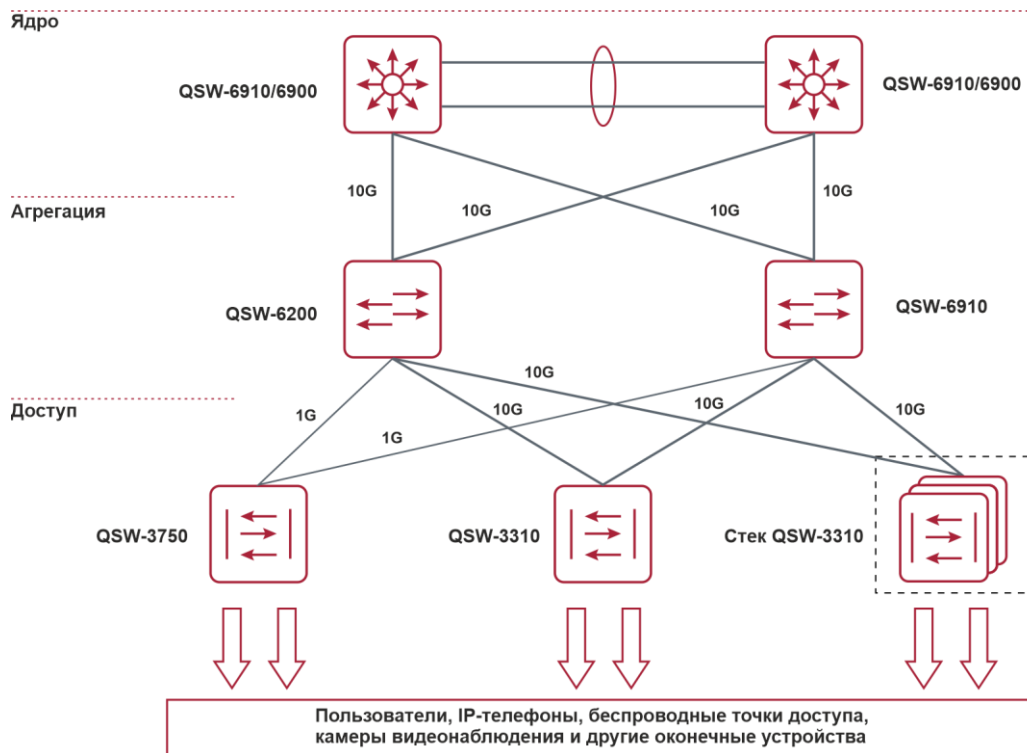 Ядро
QSW-6910/6900
QSW-6910/6900
10G
10G
10G
10G
Агрегация
QSW-6200
QSW-6910
10G
Доступ
1G
10G
10G
10G
1G
QSW-3750
QSW-3310
Стек QSW-3310
Пользователи, IP-телефоны, беспроводные точки доступа,
камеры видеонаблюдения и другие оконечные устройства